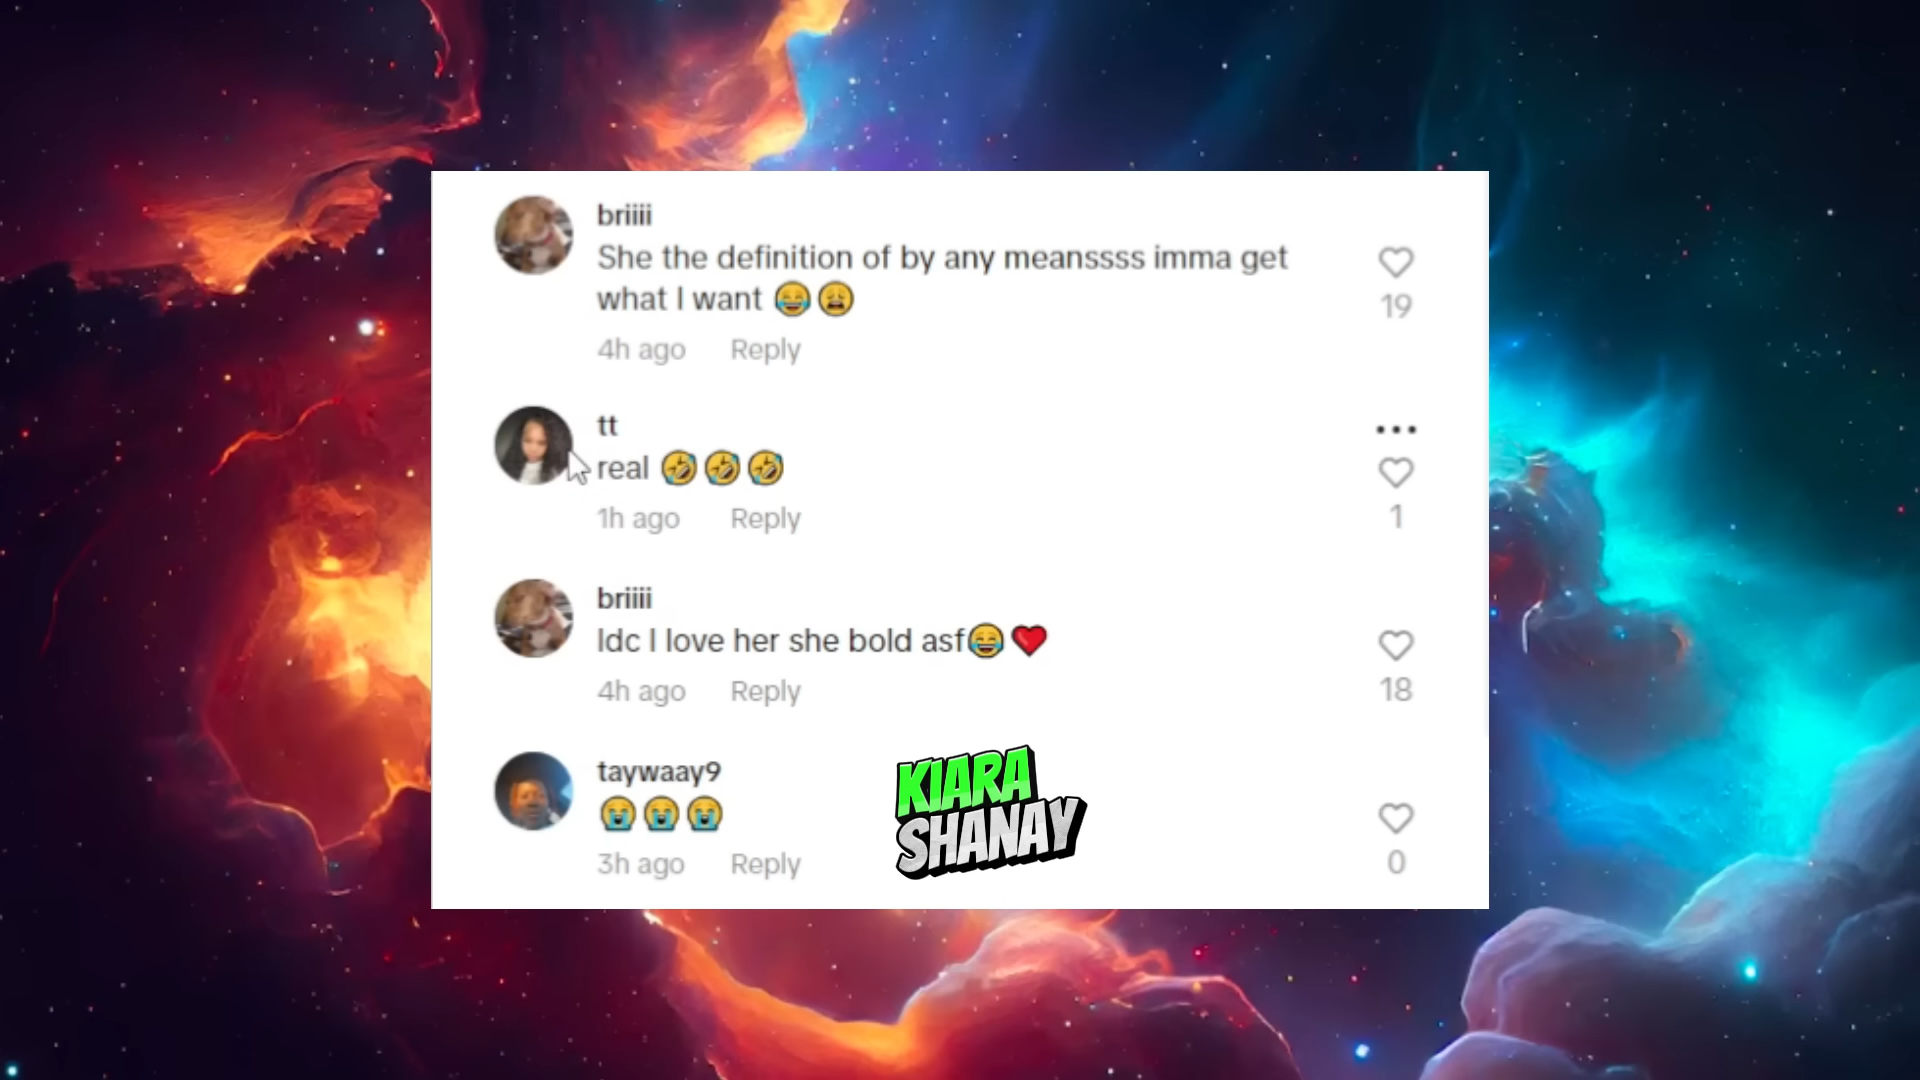 briiii
She the definition of by any meanssss imma get
what I want 😂😩
19
4h ago Reply
tt
real 🤣🤣🤣
1h ago Reply
1
briiii
Idc I love her she bold asf😂❤️
4h ago Reply
18
taywaay9
😭😭😭
3h ago Reply
0
KIARA
SHANAY